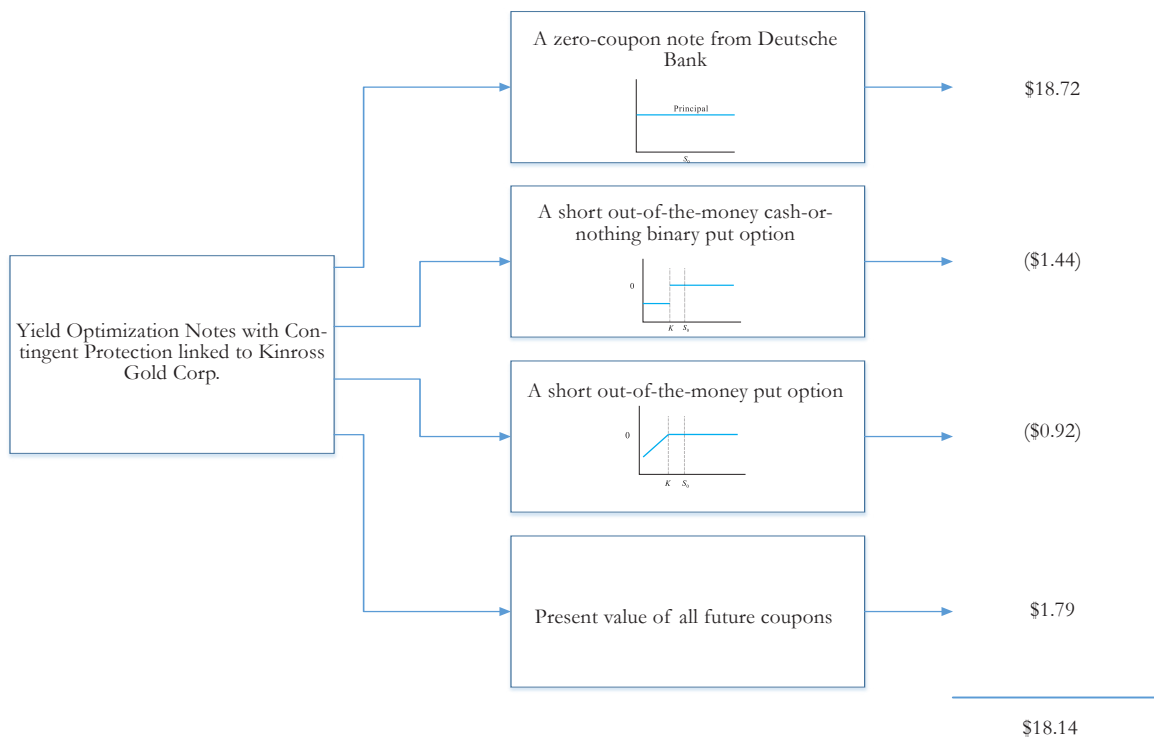 A zero-coupon note from Deutsche
Bank
Principal
S₀
$18.72
A short out-of-the-money cash-or-
nothing binary put option
0
K
S₀
($1.44)
Yield Optimization Notes with Con-
tingent Protection linked to Kinross
Gold Corp.
A short out-of-the-money put option
0
K
S₀
($0.92)
Present value of all future coupons
$1.79
$18.14